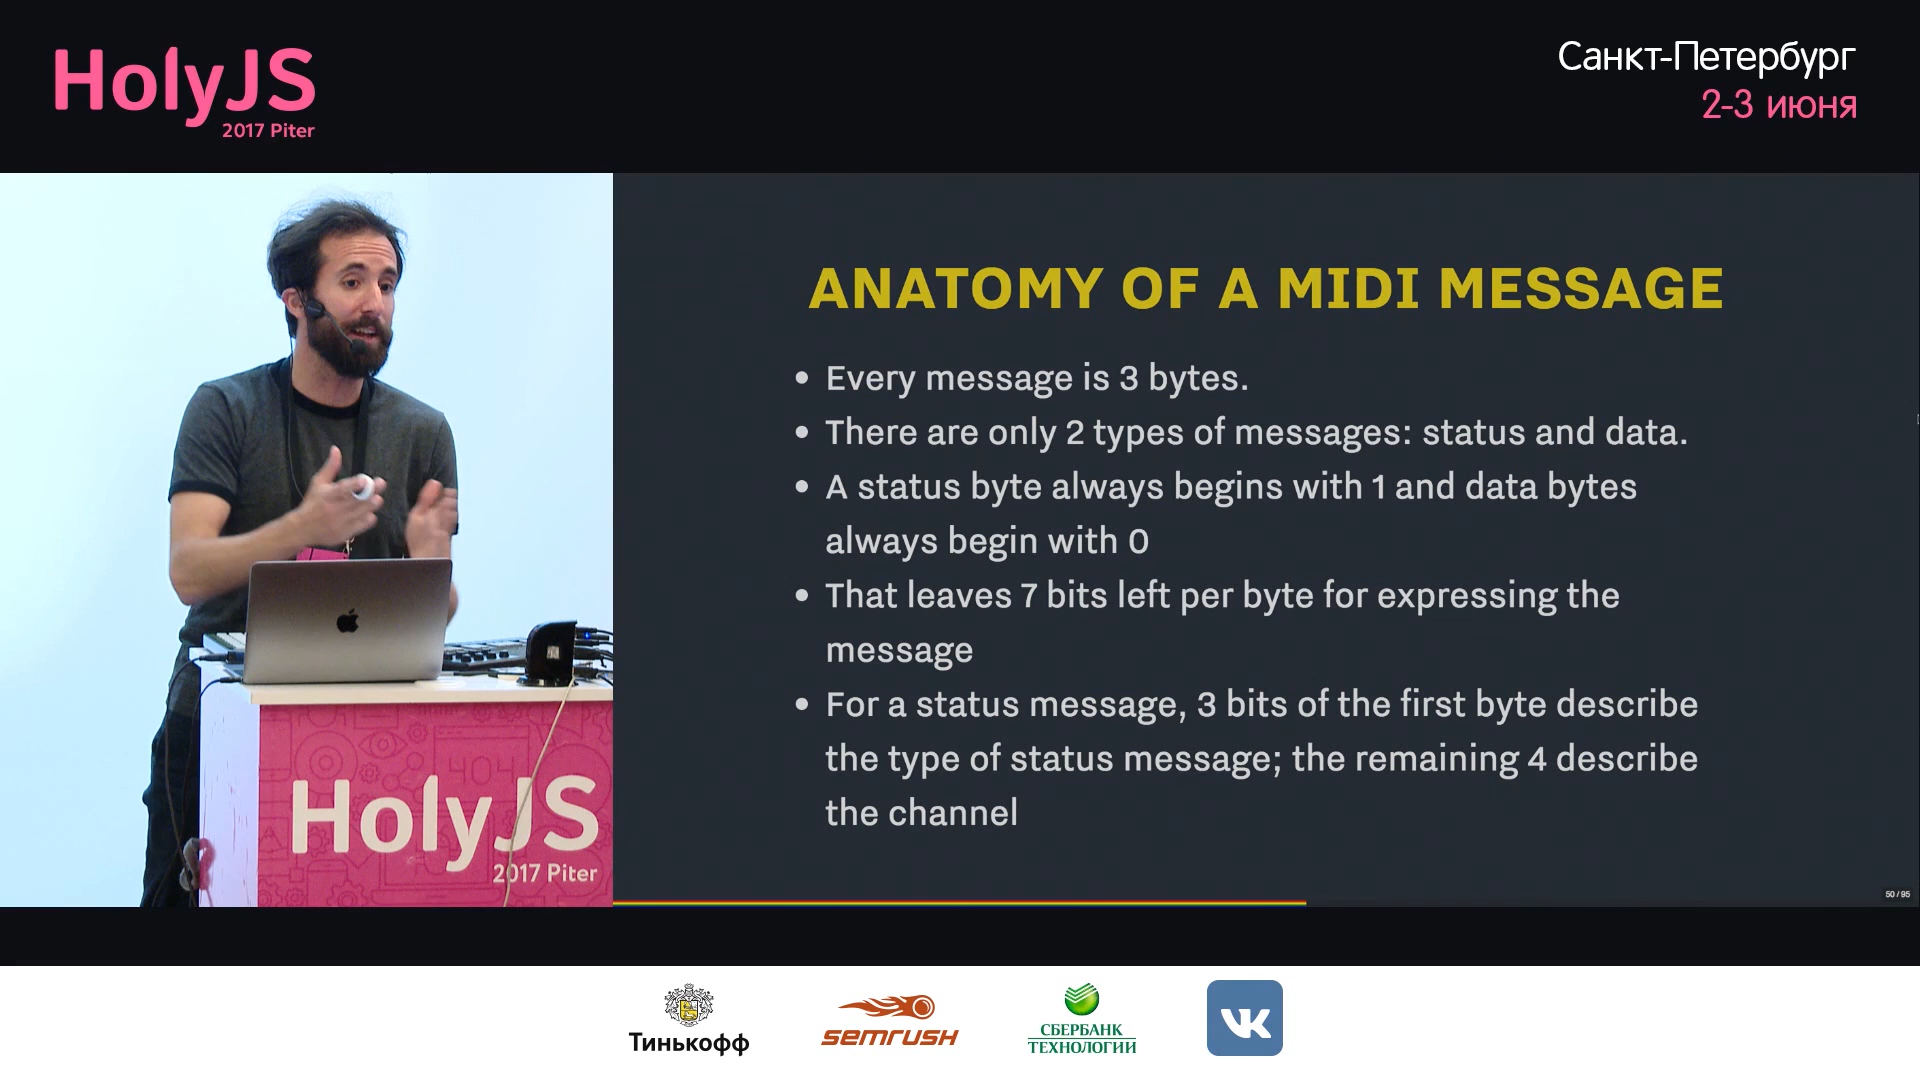 HolyJS
2017 Piter
Санкт-Петербург
2-3 июня
ANATOMY OF A MIDI MESSAGE
• Every message is 3 bytes.
• There are only 2 types of messages: status and data.
• A status byte always begins with 1 and data bytes
always begin with 0
• That leaves 7 bits left per byte for expressing the
message
• For a status message, 3 bits of the first byte describe
the type of status message; the remaining 4 describe
the channel
50 / 95
404
HolyJS
2017 Piter
Тинькофф
semrush
СБЕРБАНК
ТЕХНОЛОГИИ
VK